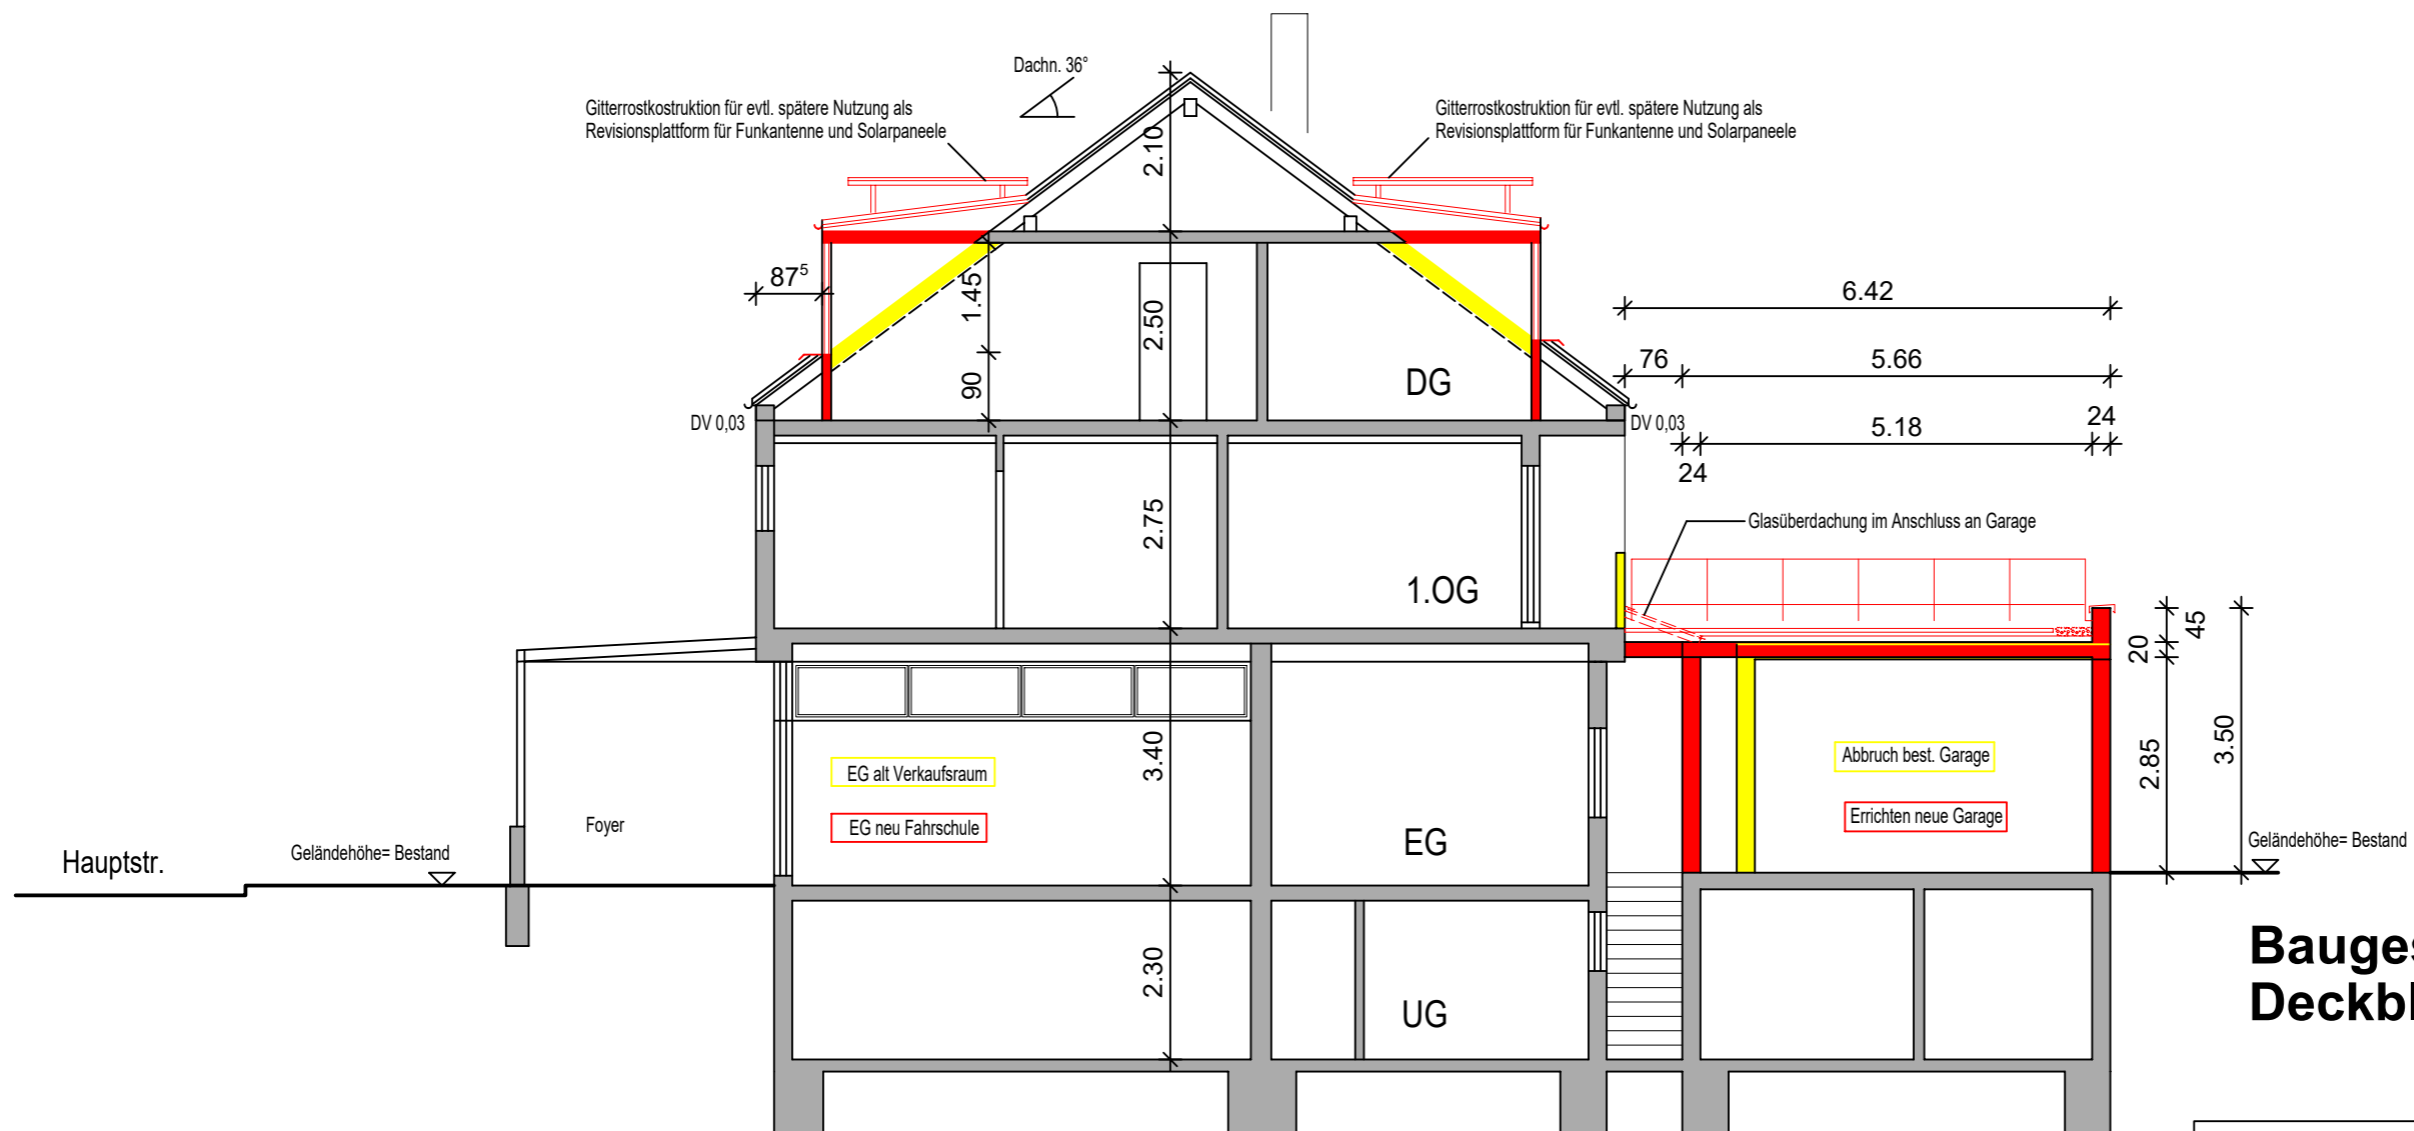 Dachn. 36°
Gitterrostkostruktion für evtl. spätere Nutzung als
Revisionsplattform für Funkantenne und Solarpaneele
Gitterrostkostruktion für evtl. spätere Nutzung als
Revisionsplattform für Funkantenne und Solarpaneele
2.10
87⁵
1.45
2.50
90
DG
6.42
76
5.66
DV 0,03
DV 0,03
5.18
24
24
2.75
1.OG
Glasüberdachung im Anschluss an Garage
45
20
3.40
EG alt Verkaufsraum
EG neu Fahrschule
Foyer
EG
Abbruch best. Garage
Errichten neue Garage
2.85
3.50
Hauptstr.
Geländehöhe= Bestand
Geländehöhe= Bestand
2.30
UG
Bauges
Deckbl